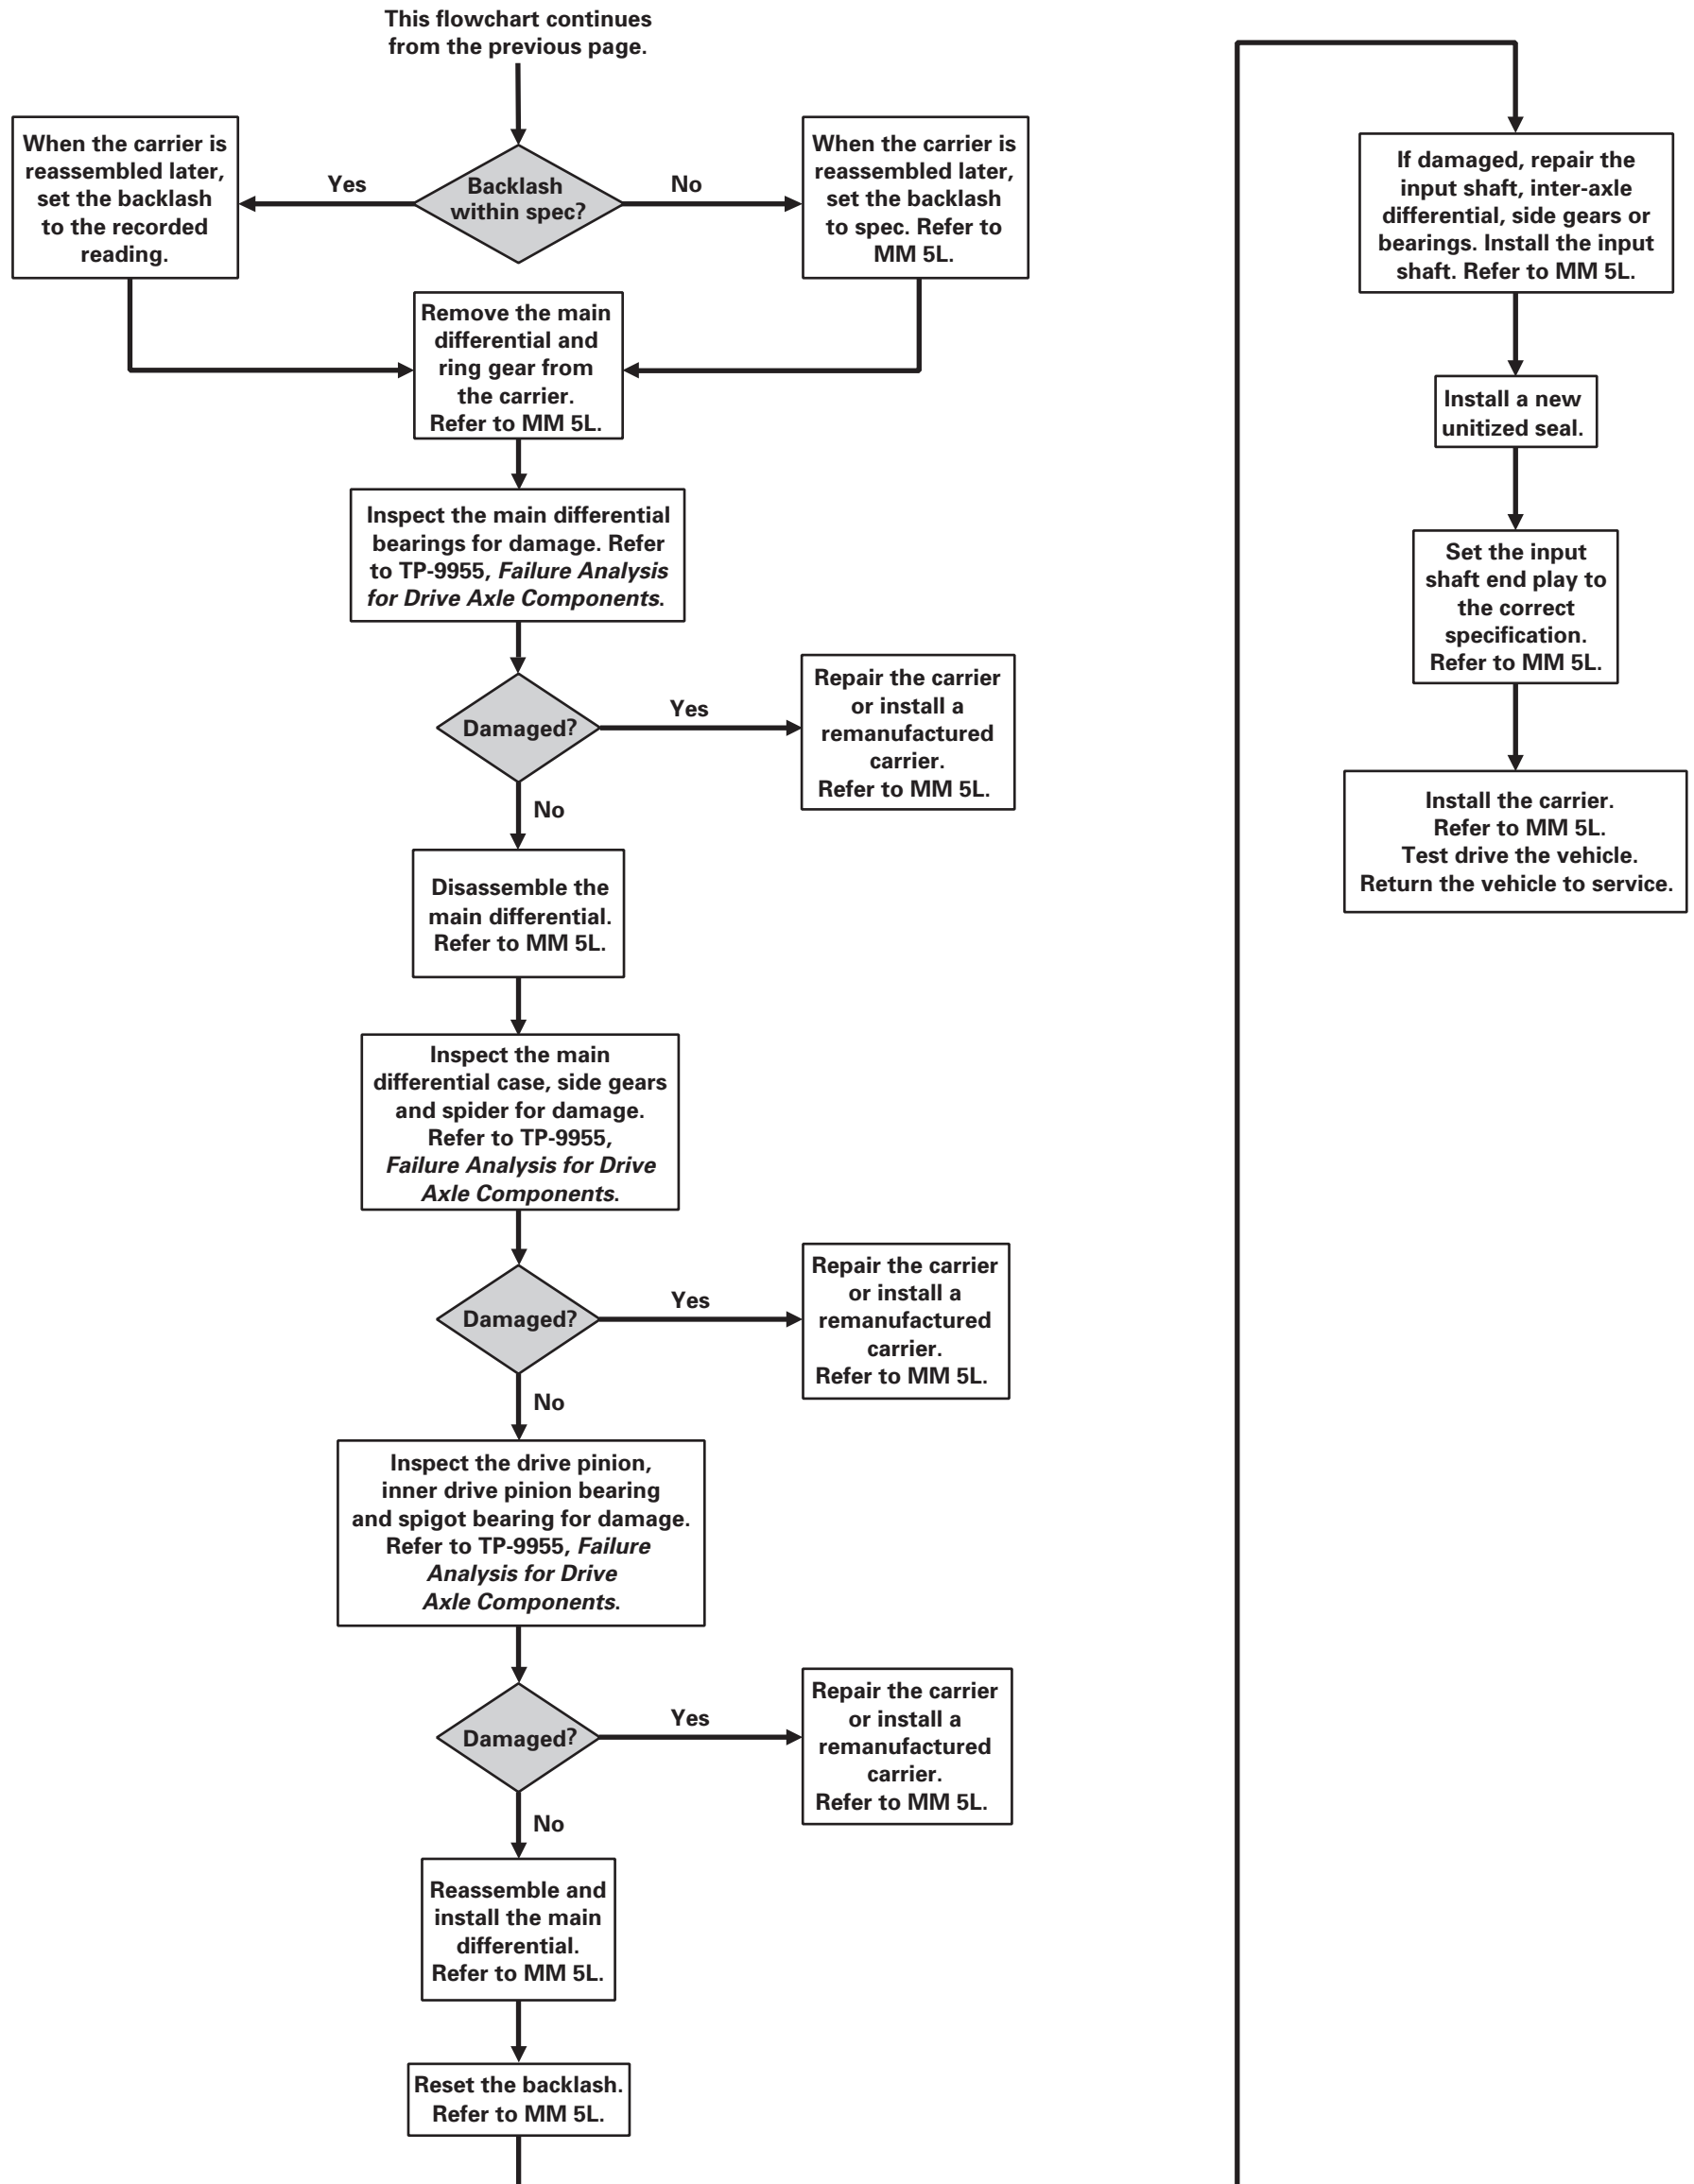 This flowchart continues
from the previous page.
When the carrier is
reassembled later,
set the backlash
to the recorded
reading.
Yes
Backlash
within spec?
No
When the carrier is
reassembled later,
set the backlash
to spec. Refer to
MM 5L.
Remove the main
differential and
ring gear from
the carrier.
Refer to MM 5L.
Inspect the main differential
bearings for damage. Refer
to TP-9955, Failure Analysis
for Drive Axle Components.
Damaged?
Yes
Repair the carrier
or install a
remanufactured
carrier.
Refer to MM 5L.
No
Disassemble the
main differential.
Refer to MM 5L.
Inspect the main
differential case, side gears
and spider for damage.
Refer to TP-9955,
Failure Analysis for Drive
Axle Components.
Damaged?
Yes
Repair the carrier
or install a
remanufactured
carrier.
Refer to MM 5L.
No
Inspect the drive pinion,
inner drive pinion bearing
and spigot bearing for damage.
Refer to TP-9955, Failure
Analysis for Drive
Axle Components.
Damaged?
Yes
Repair the carrier
or install a
remanufactured
carrier.
Refer to MM 5L.
No
Reassemble and
install the main
differential.
Refer to MM 5L.
Reset the backlash.
Refer to MM 5L.
If damaged, repair the
input shaft, inter-axle
differential, side gears or
bearings. Install the input
shaft. Refer to MM 5L.
Install a new
unitized seal.
Set the input
shaft end play to
the correct
specification.
Refer to MM 5L.
Install the carrier.
Refer to MM 5L.
Test drive the vehicle.
Return the vehicle to service.